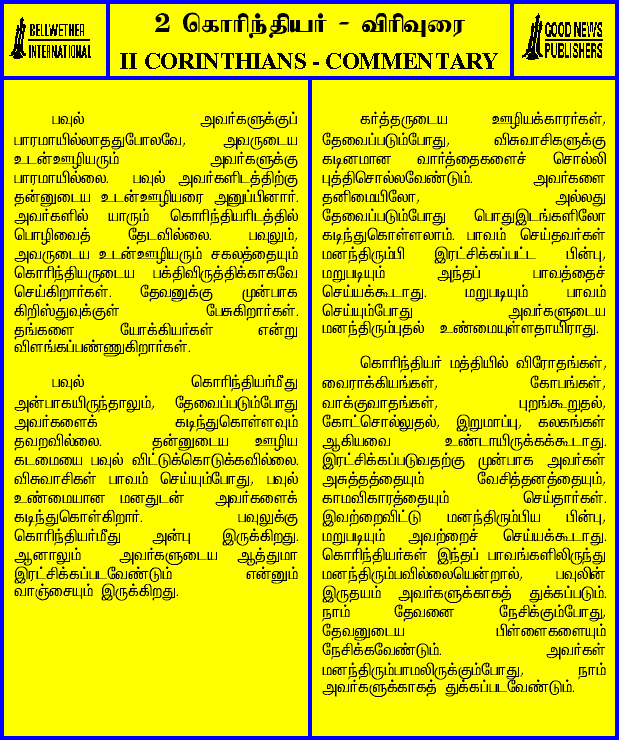 BELLWETHER
INTERNATIONAL
2 கொரிந்தியர் - விரிவுரை
II CORINTHIANS - COMMENTARY
GOOD NEWS
PUBLISHERS
பவுல் அவர்களுக்குப்
பாரமாயில்லாததுபோலவே, அவருடைய
உடன்ஊழியரும் அவர்களுக்கு
பாரமாயில்லை. பவுல் அவர்களிடத்திற்கு
தன்னுடைய உடன்ஊழியரை அனுப்பினார்.
அவர்களில் யாரும் கொரிந்தியரிடத்தில்
பொழிவைத் தேடவில்லை. பவுலும்,
அவருடைய உடன்ஊழியரும் சகலத்தையும்
கொரிந்தியருடைய பக்திவிருத்திக்காகவே
செய்கிறார்கள். தேவனுக்கு முன்பாக
கிறிஸ்துவுக்குள் பேசுகிறார்கள்.
தங்களை யோக்கியர்கள் என்று
விளங்கப்பண்ணுகிறார்கள்.
பவுல் கொரிந்தியர்மீது
அன்பாகயிருந்தாலும், தேவைப்படும்போது
அவர்களைக் கடிந்துகொள்ளவும்
தவறவில்லை. தன்னுடைய ஊழிய
கடமையை பவுல் விட்டுக்கொடுக்கவில்லை.
விசுவாசிகள் பாவம் செய்யும்போது, பவுல்
உண்மையான மனதுடன் அவர்களைக்
கடிந்துகொள்கிறார். பவுலுக்கு
கொரிந்தியர்மீது அன்பு இருக்கிறது.
ஆனாலும் அவர்களுடைய ஆத்துமா
இரட்சிக்கப்படவேண்டும் என்னும்
வாஞ்சையும் இருக்கிறது.
கர்த்தருடைய ஊழியக்காரர்கள்,
தேவைப்படும்போது, விசுவாசிகளுக்கு
கடினமான வார்த்தைகளைச் சொல்லி
புத்திசொல்லவேண்டும். அவர்களை
தனிமையிலோ, அல்லது
தேவைப்படும்போது பொதுஇடங்களிலோ
கடிந்துகொள்ளலாம். பாவம் செய்தவர்கள்
மனந்திரும்பி இரட்சிக்கப்பட்ட பின்பு,
மறுபடியும் அந்தப் பாவத்தைச்
செய்யக்கூடாது. மறுபடியும் பாவம்
செய்யும்போது அவர்களுடைய
மனந்திரும்புதல் உண்மையுள்ளதாயிராது.
கொரிந்தியர் மத்தியில் விரோதங்கள்,
வைராக்கியங்கள், கோபங்கள்,
வாக்குவாதங்கள், புறங்கூறுதல்,
கோட்சொல்லுதல், இறுமாப்பு, கலகங்கள்
ஆகியவை உண்டாயிருக்கக்கூடாது.
இரட்சிக்கப்படுவதற்கு முன்பாக அவர்கள்
அசுத்தத்தையும் வேசித்தனத்தையும்,
காமவிகாரத்தையும் செய்தார்கள்.
இவற்றைவிட்டு மனந்திரும்பிய பின்பு,
மறுபடியும் அவற்றைச் செய்யக்கூடாது.
கொரிந்தியர்கள் இந்தப் பாவங்களிலிருந்து
மனந்திரும்பவில்லையென்றால், பவுலின்
இருதயம் அவர்களுக்காகத் துக்கப்படும்.
நாம் தேவனை நேசிக்கும்போது,
தேவனுடைய பிள்ளைகளையும்
நேசிக்கவேண்டும். அவர்கள்
மனந்திரும்பாமலிருக்கும்போது, நாம்
அவர்களுக்காகத் துக்கப்படவேண்டும்.